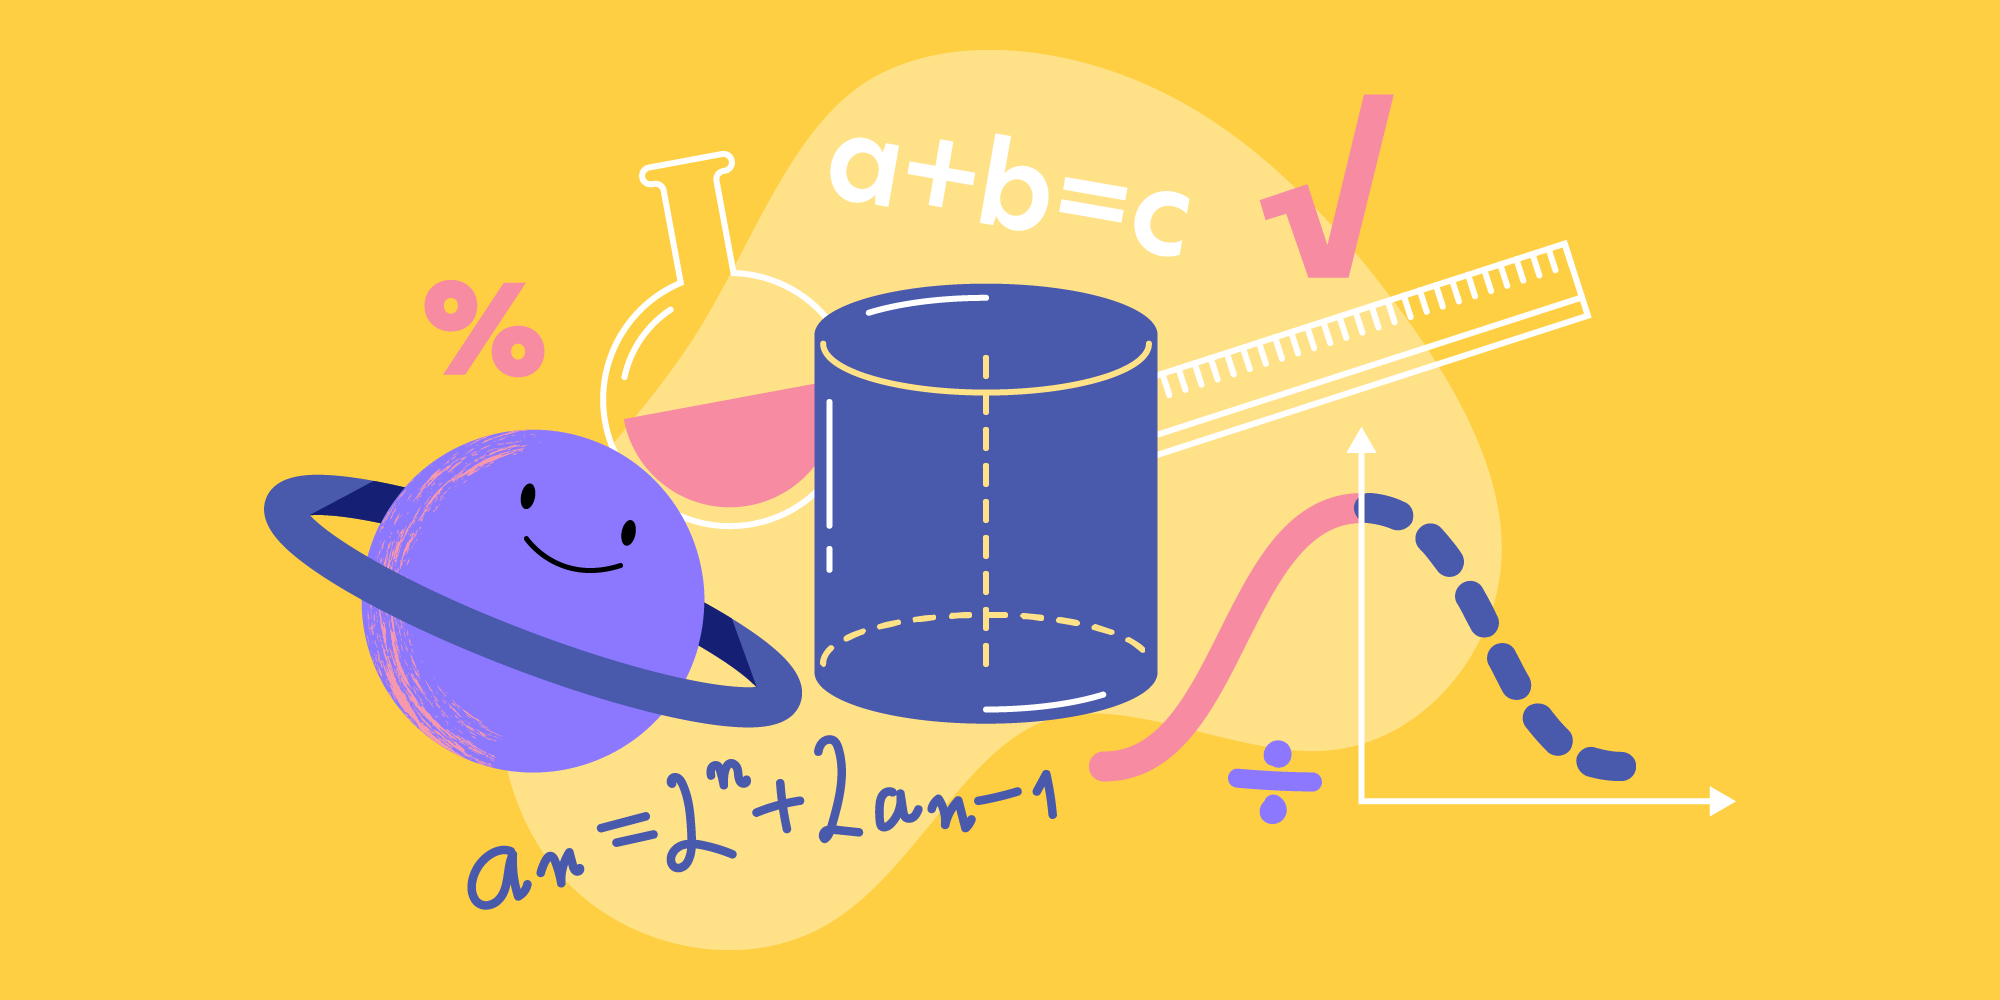 a+b=c
√
%
÷
an=2ⁿ+2an-1